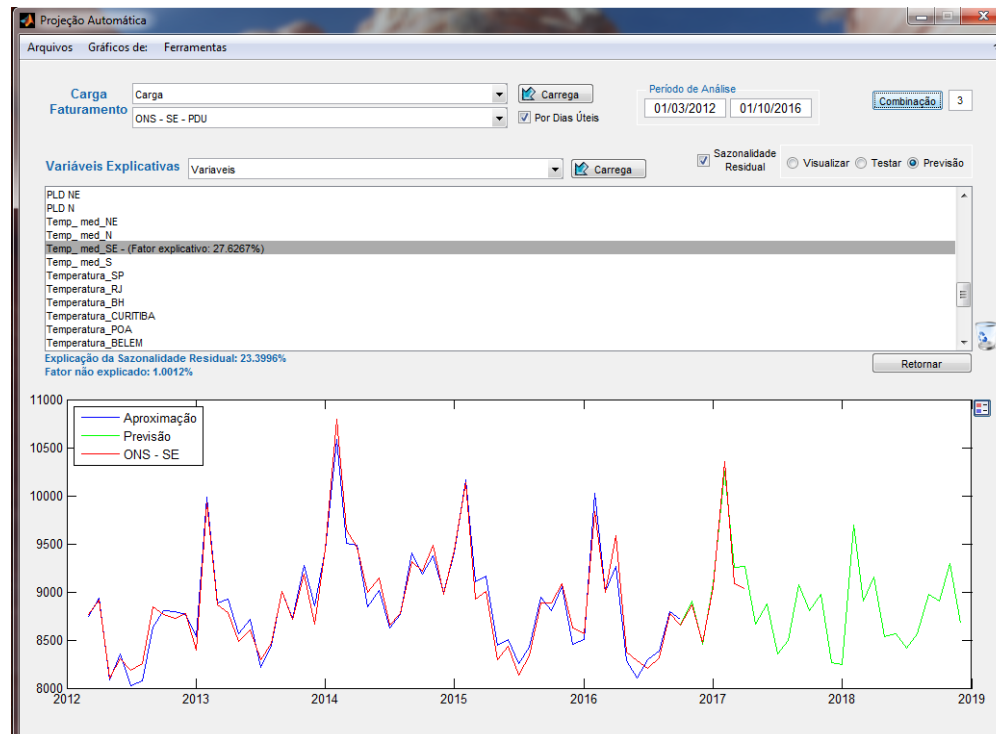 Projeção Automática
Arquivos Gráficos de: Ferramentas
Carga Faturamento
Carga
Carrega
ONS - SE - PDU
Por Dias Úteis
Período de Análise
01/03/2012 01/10/2016
Combinação 3
Variáveis Explicativas
Variaveis
Carrega
Sazonalidade Residual
Visualizar Testar Previsão
PLD NE
PLD N
Temp_ med_NE
Temp_ med_N
Temp_ med_SE - (Fator explicativo: 27.6267%)
Temp_ med_S
Temperatura_SP
Temperatura_RJ
Temperatura_BH
Temperatura_CURITIBA
Temperatura_POA
Temperatura_BELEM
Explicação da Sazonalidade Residual: 23.3996%
Fator não explicado: 1.0012%
Retornar
Aproximação
Previsão
ONS - SE
11000
10500
10000
9500
9000
8500
8000
2012 2013 2014 2015 2016 2017 2018 2019